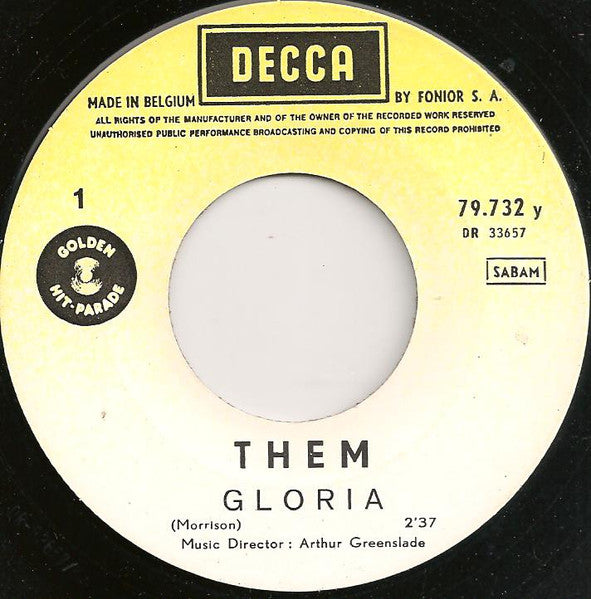 DECCA
MADE IN BELGIUM BY FONIOR S. A.
ALL RIGHTS OF THE MANUFACTURER AND OF THE OWNER OF THE RECORDED WORK RESERVED
UNAUTHORISED PUBLIC PERFORMANCE BROADCASTING AND COPYING OF THIS RECORD PROHIBITED
1
79.732 y
DR 33657
GOLDEN
HIT-PARADE
SABAM
THEM
GLORIA
(Morrison) 2'37
Music Director : Arthur Greenslade